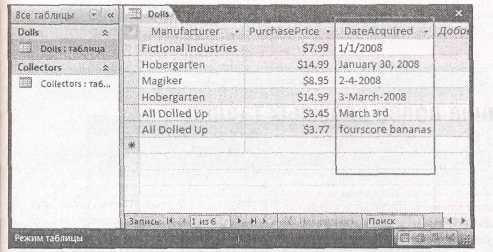 Все таблицы
Dolls
Dolls : таблица
Collectors
Collectors : таб...
Dolls
Manufacturer PurchasePrice DateAcquired Добав
Fictional Industries $7.99 1/1/2008
Hobergarten $14.99 January 30, 2008
Magiker $8.95 2-4-2008
Hobergarten $14.99 3-March-2008
All Dolled Up $3.45 March 3rd
All Dolled Up $3.77 fourscore bananas
Запись: 1 из 6 Поиск
Режим таблицы